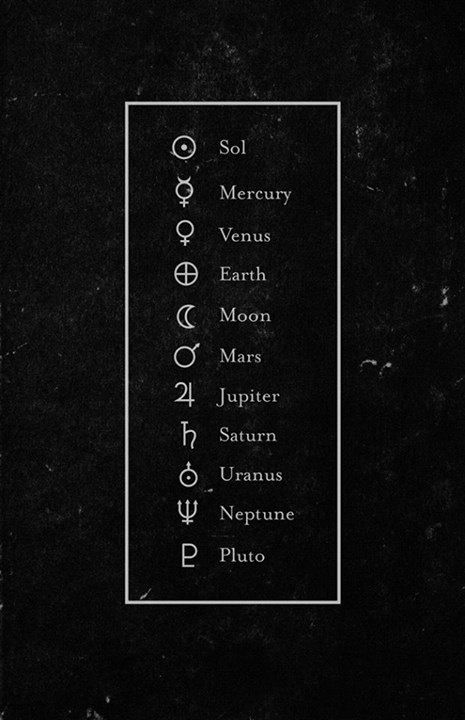 Sol
Mercury
Venus
Earth
Moon
Mars
Jupiter
Saturn
Uranus
Neptune
Pluto